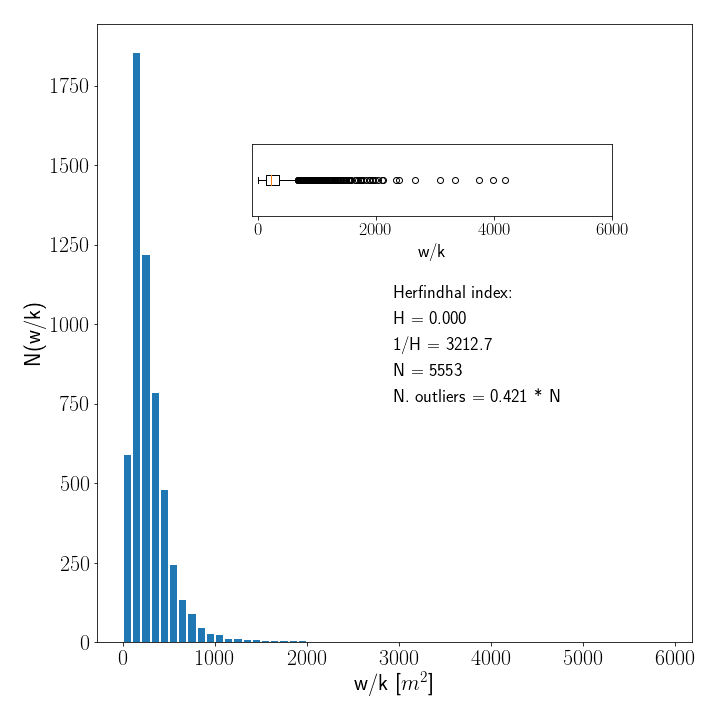 1750
1500
1250
1000
750
500
250
0
N(w/k)
0 1000 2000 3000 4000 5000 6000
w/k [m²]
0 2000 4000 6000
w/k
Herfindhal index:
H = 0.000
1/H = 3212.7
N = 5553
N. outliers = 0.421 * N